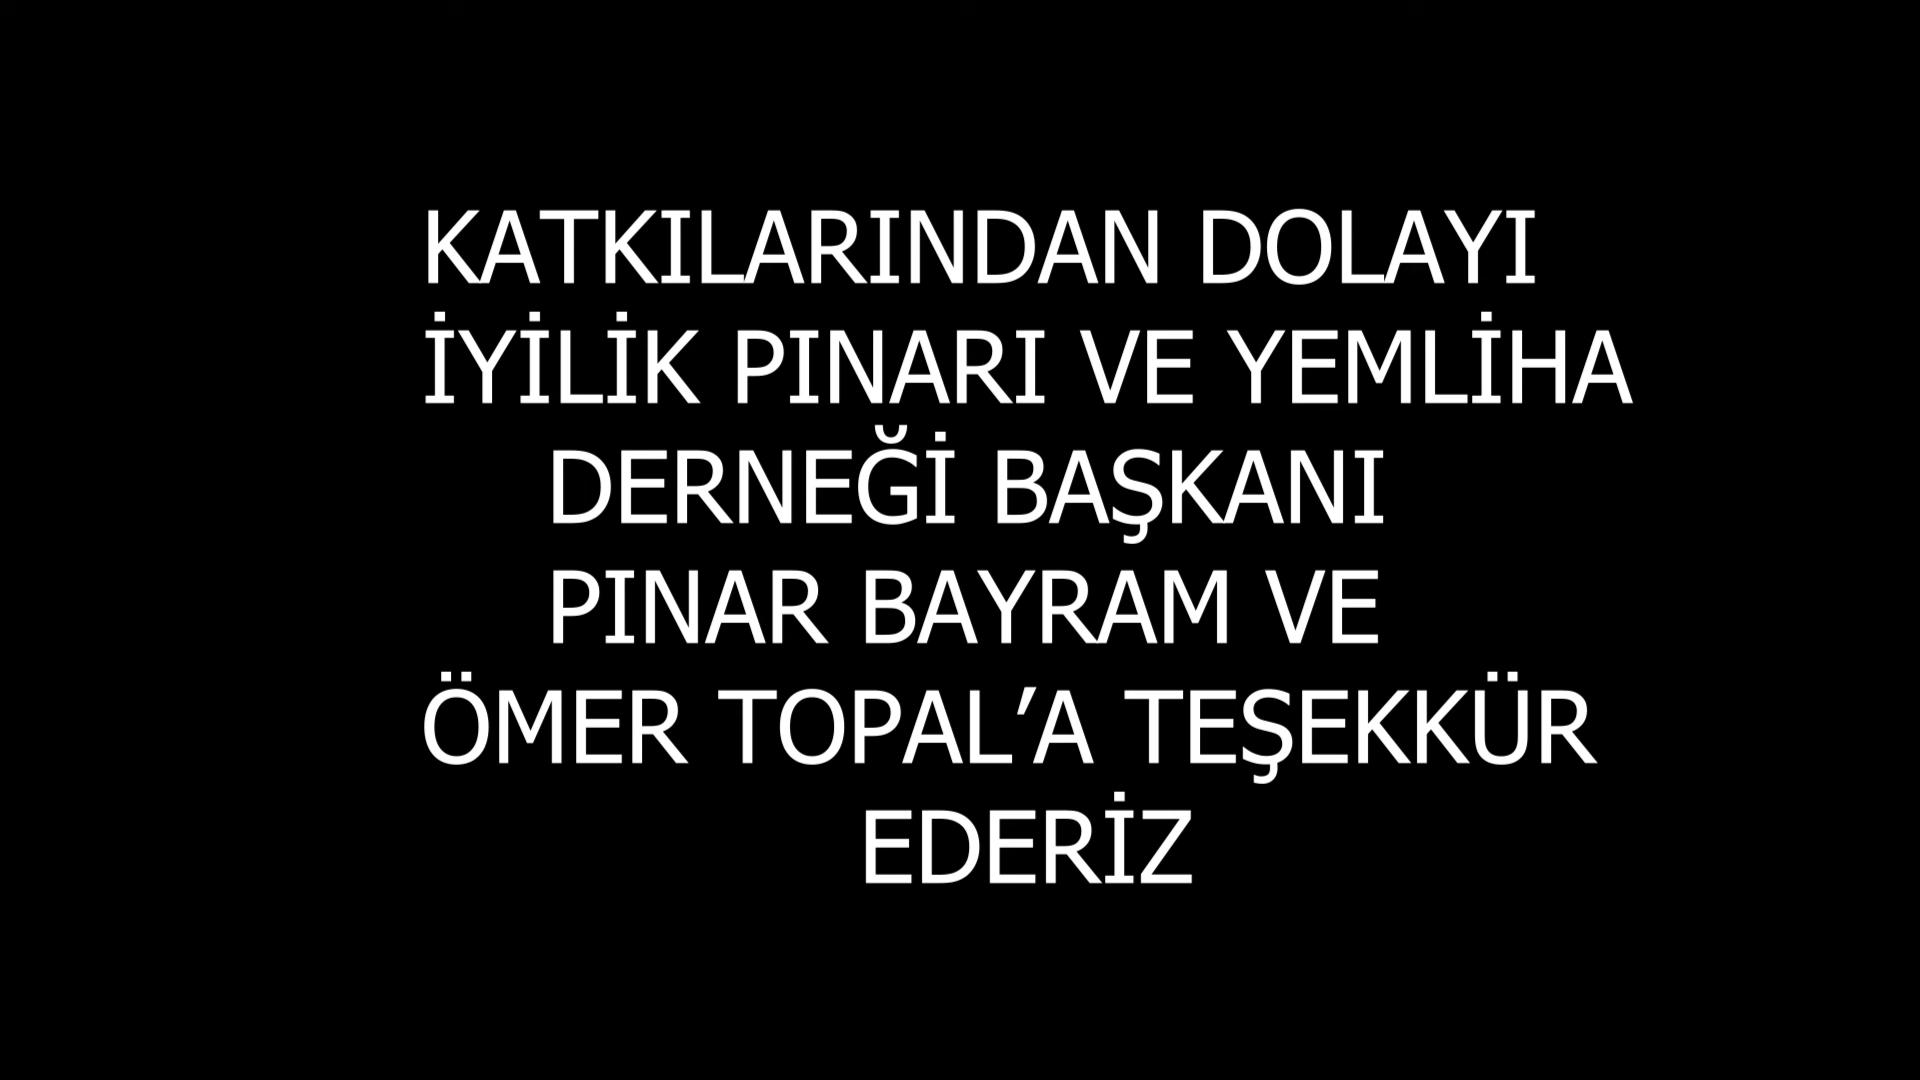 KATKILARINDAN DOLAYI
İYİLİK PINARI VE YEMLİHA
DERNEĞİ BAŞKANI
PINAR BAYRAM VE
ÖMER TOPAL’A TEŞEKKÜR
EDERİZ